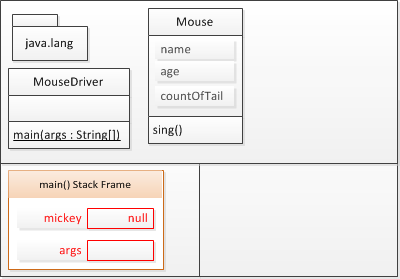 java.lang
MouseDriver
main(args : String[])
Mouse
name
age
countOfTail
sing()
main() Stack Frame
mickey null
args